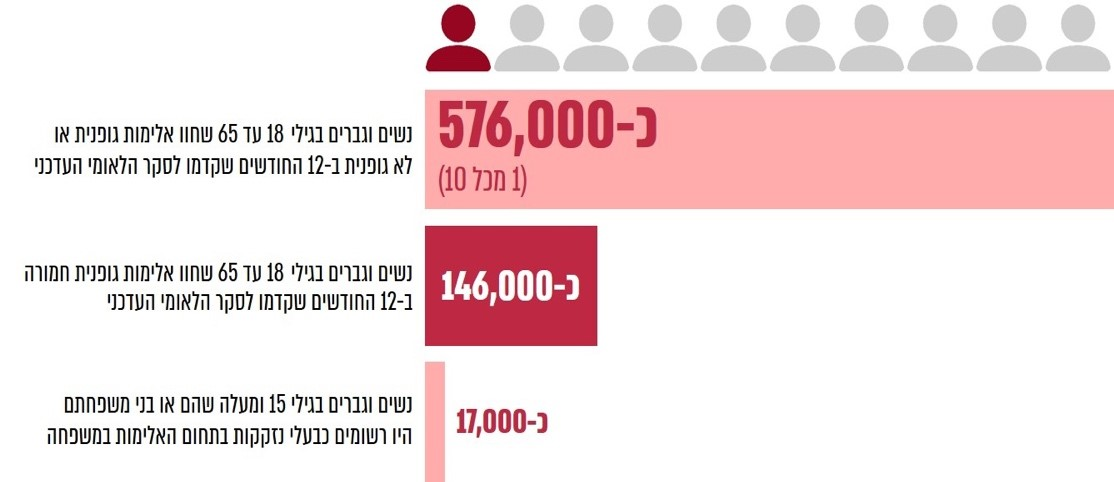 נשים וגברים בגילי 18 עד 65 שחוו אלימות גופנית או
לא גופנית ב-12 החודשים שקדמו לסקר הלאומי העדכני
כ-576,000
(1 מכל 10)
נשים וגברים בגילי 18 עד 65 שחוו אלימות גופנית חמורה
ב-12 החודשים שקדמו לסקר הלאומי העדכני
כ-146,000
נשים וגברים בגילי 15 ומעלה שהם או בני משפחתם
היו רשומים כבעלי נזקקות בתחום האלימות במשפחה
כ-17,000